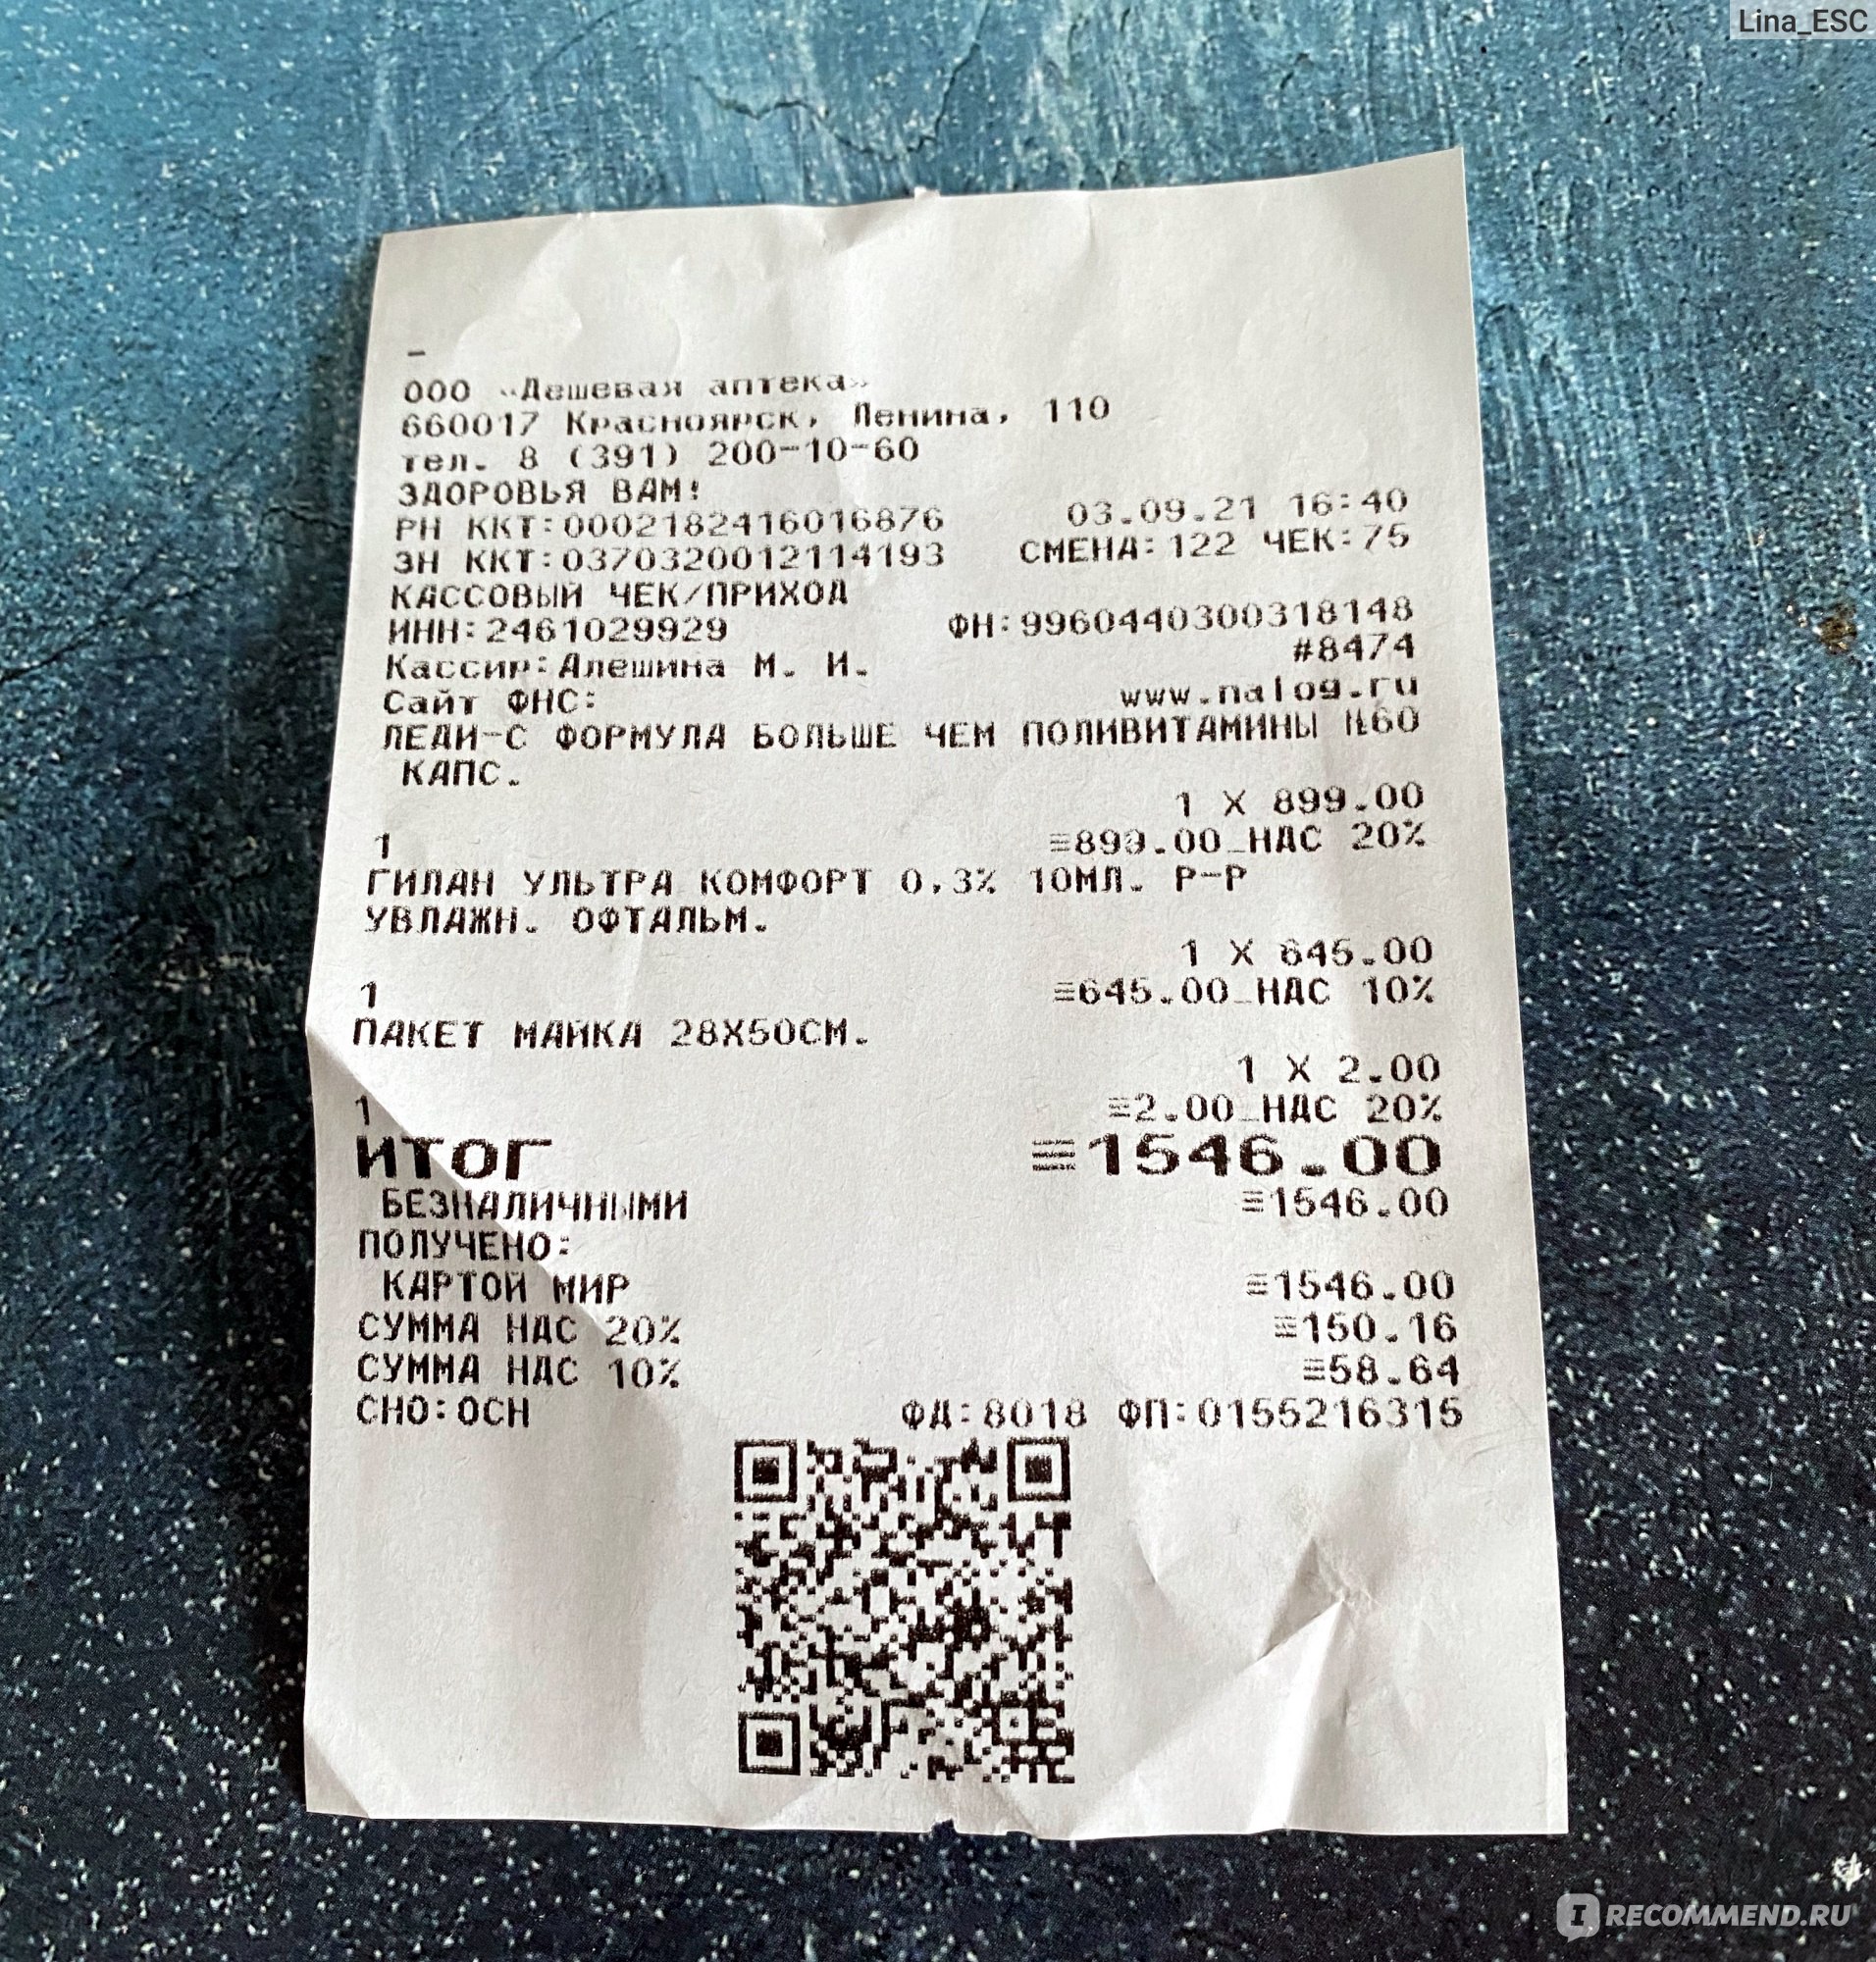 Lina_ESC
ООО «Дешевая аптека»
660017 Красноярск, Ленина, 110
тел. 8 (391) 200-10-60
ЗДОРОВЬЯ ВАМ!
РН ККТ:0002182416016876 03.09.21 16:40
ЗН ККТ:0370320012114193 СМЕНА:122 ЧЕК:75
КАССОВЫЙ ЧЕК/ПРИХОД
ИНН:2461029929 ФН:9960440300318148
Кассир:Алешина М. И. #8474
Сайт ФНС: www.nalog.ru
ЛЕДИ-С ФОРМУЛА БОЛЬШЕ ЧЕМ ПОЛИВИТАМИНЫ №60
КАПС.
1 X 899.00
1 ≡899.00_НДС 20%
ГИЛАН УЛЬТРА КОМФОРТ 0,3% 10МЛ. Р-Р
УВЛАЖН. ОФТАЛЬМ.
1 X 645.00
1 ≡645.00_НДС 10%
ПАКЕТ МАЙКА 28X50СМ.
1 X 2.00
1 ≡2.00_НДС 20%
ИТОГ ≡1546.00
БЕЗНАЛИЧНЫМИ ≡1546.00
ПОЛУЧЕНО:
КАРТОЙ МИР ≡1546.00
СУММА НДС 20% ≡150.16
СУММА НДС 10% ≡58.64
СНО:ОСН ФД:8018 ФП:0155216315
IRECOMMEND.RU